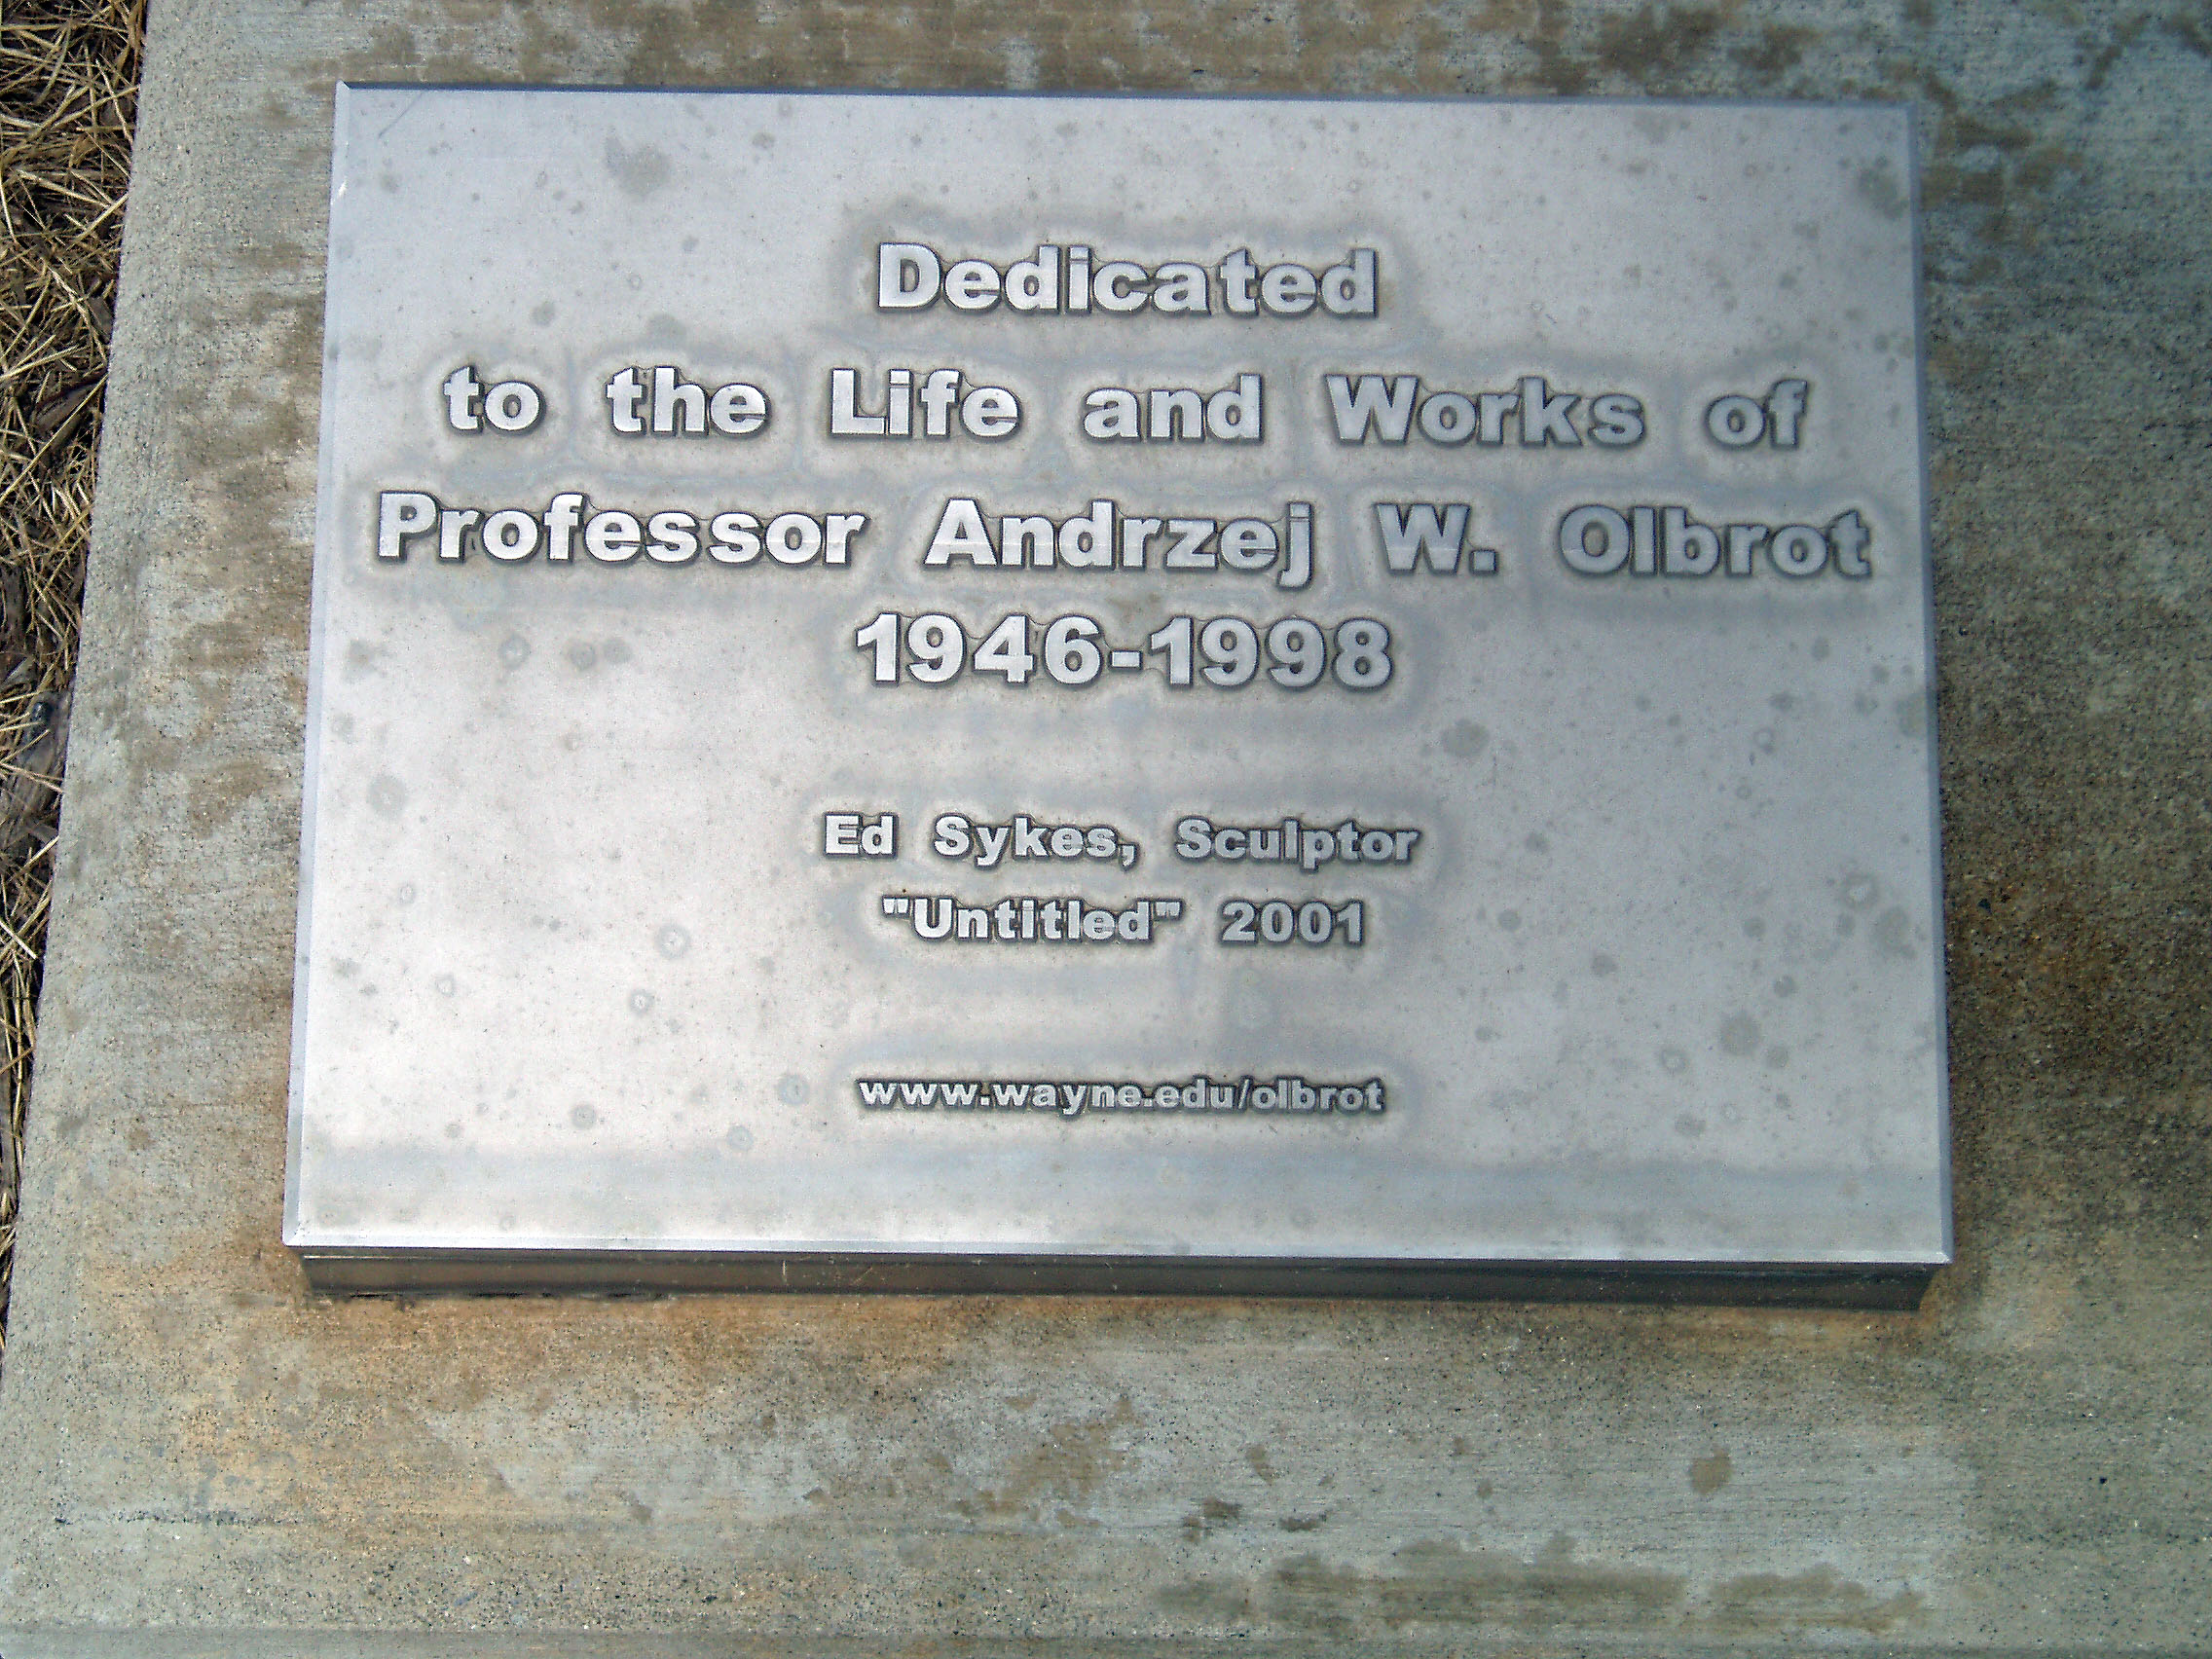 Dedicated
to the Life and Works of
Professor Andrzej W. Olbrot
1946-1998
Ed Sykes, Sculptor
"Untitled" 2001
www.wayne.edu/olbrot